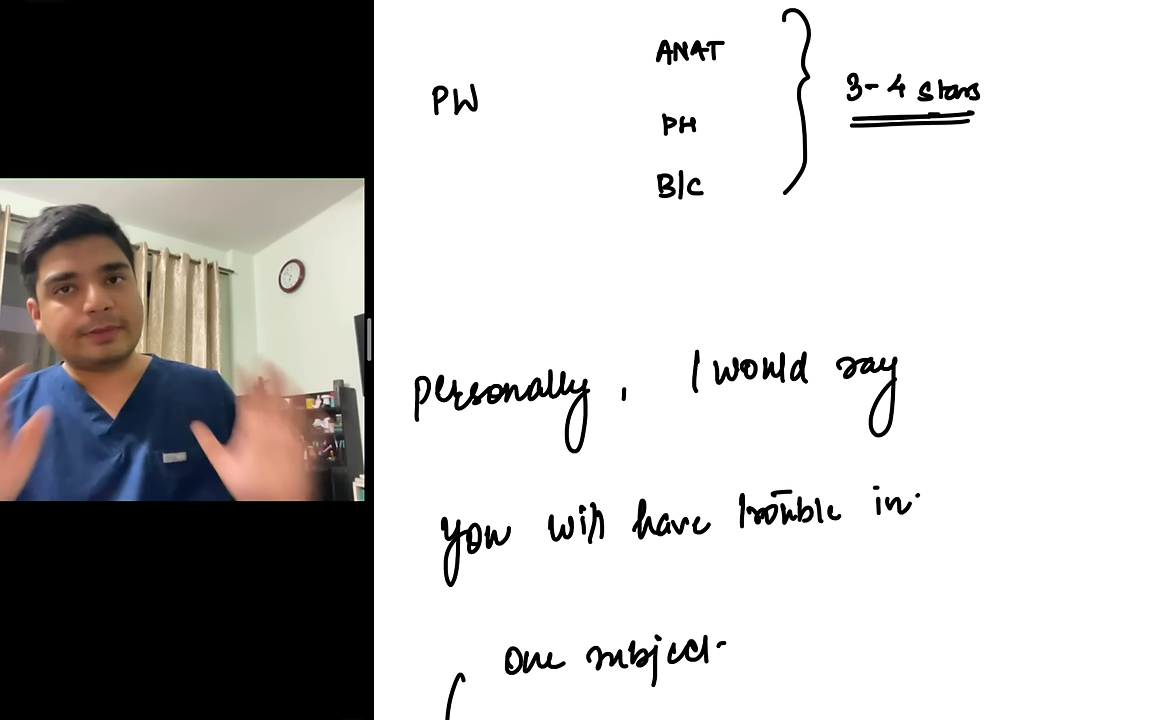 PW
ANAT
PH
B/C
3-4 stars
Personally, I would say
you will have trouble in
one subject